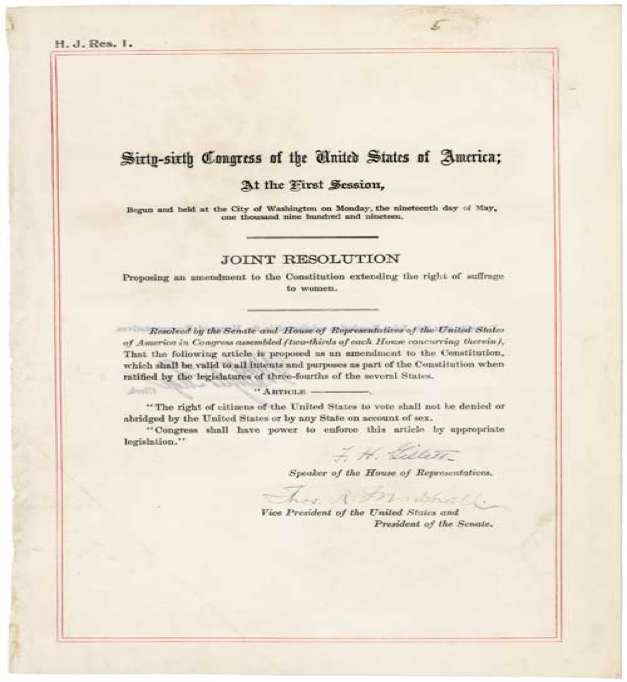 5
H. J. Res. 1.
Sixty-sixth Congress of the United States of America;
At the First Session,
Begun and held at the City of Washington on Monday, the nineteenth day of May,
one thousand nine hundred and nineteen.
JOINT RESOLUTION
Proposing an amendment to the Constitution extending the right of suffrage
to women.
Resolved by the Senate and House of Representatives of the United States
of America in Congress assembled (two-thirds of each House concurring therein),
That the following article is proposed as an amendment to the Constitution,
which shall be valid to all intents and purposes as part of the Constitution when
ratified by the legislatures of three-fourths of the several States.
"ARTICLE ————.
"The right of citizens of the United States to vote shall not be denied or
abridged by the United States or by any State on account of sex.
"Congress shall have power to enforce this article by appropriate
legislation."
F. H. Gillett
Speaker of the House of Representatives.
Thos. R. Marshall
Vice President of the United States and
President of the Senate.